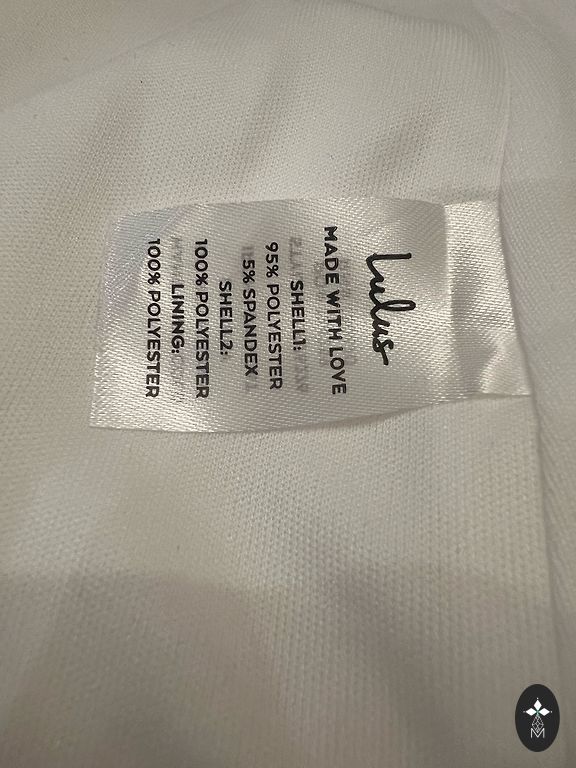 Lulus
MADE WITH LOVE
SHELL1:
95% POLYESTER
5% SPANDEX
SHELL2:
100% POLYESTER
LINING:
100% POLYESTER
M